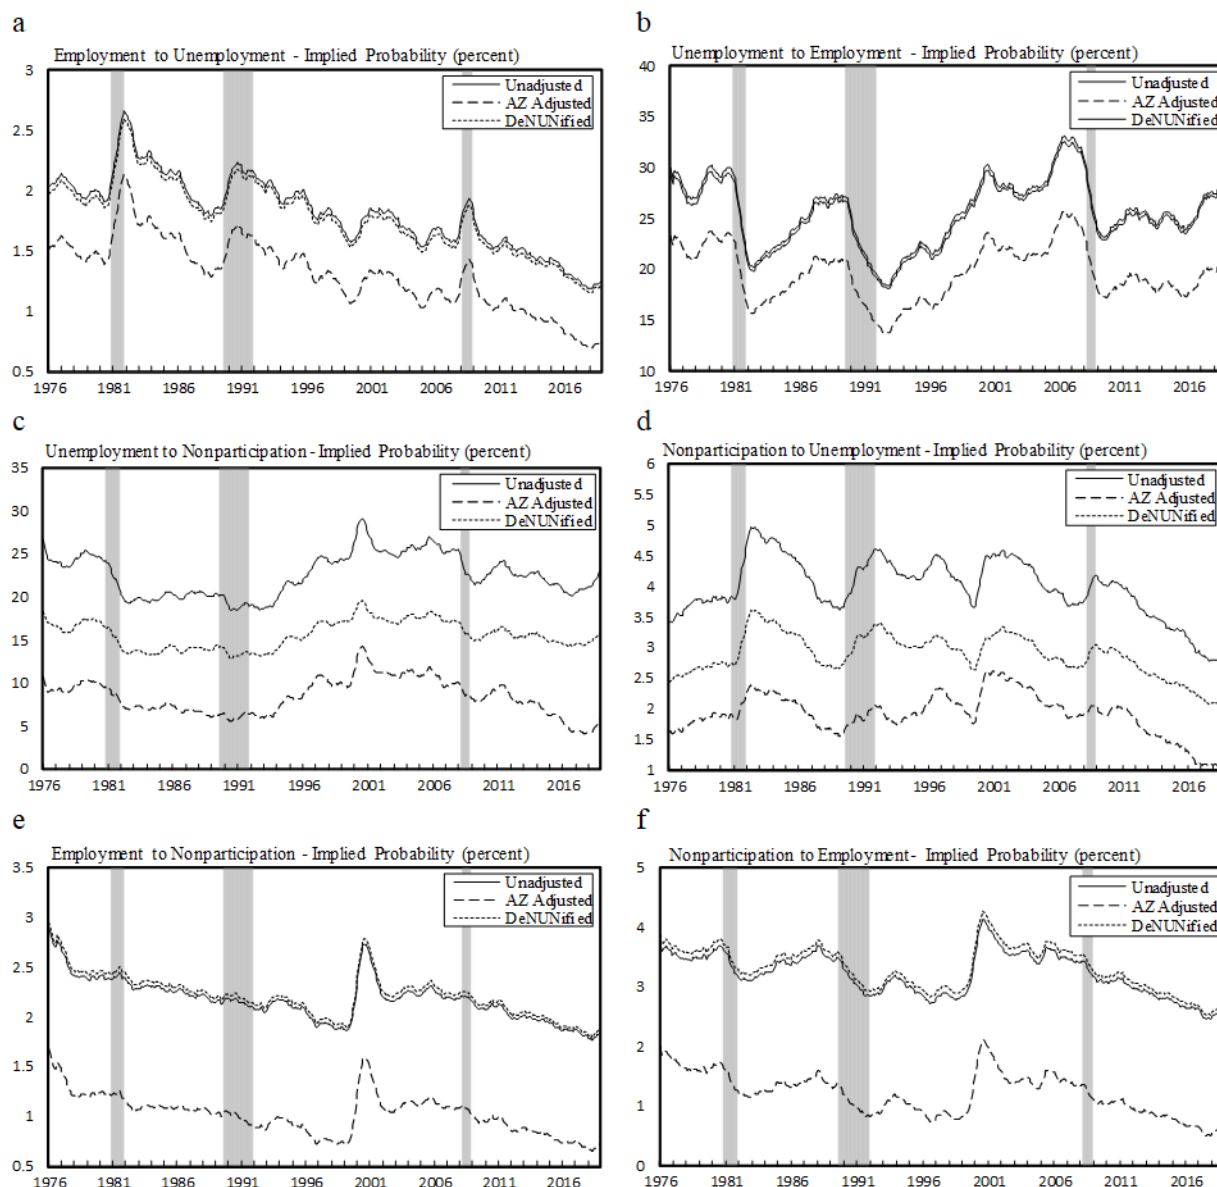 a
Employment to Unemployment - Implied Probability (percent)
3
2.5
2
1.5
1
0.5
Unadjusted
AZ Adjusted
DeNUNified
1976 1981 1986 1991 1996 2001 2006 2011 2016
b
Unemployment to Employment - Implied Probability (percent)
40
35
30
25
20
15
10
Unadjusted
AZ Adjusted
DeNUNified
1976 1981 1986 1991 1996 2001 2006 2011 2016
c
Unemployment to Nonparticipation - Implied Probability (percent)
35
30
25
20
15
10
5
0
Unadjusted
AZ Adjusted
DeNUNified
1976 1981 1986 1991 1996 2001 2006 2011 2016
d
Nonparticipation to Unemployment - Implied Probability (percent)
6
5.5
5
4.5
4
3.5
3
2.5
2
1.5
1
Unadjusted
AZ Adjusted
DeNUNified
1976 1981 1986 1991 1996 2001 2006 2011 2016
e
Employment to Nonparticipation - Implied Probability (percent)
3.5
3
2.5
2
1.5
1
0.5
Unadjusted
AZ Adjusted
DeNUNified
1976 1981 1986 1991 1996 2001 2006 2011 2016
f
Nonparticipation to Employment- Implied Probability (percent)
5
4
3
2
1
0
Unadjusted
AZ Adjusted
DeNUNified
1976 1981 1986 1991 1996 2001 2006 2011 2016